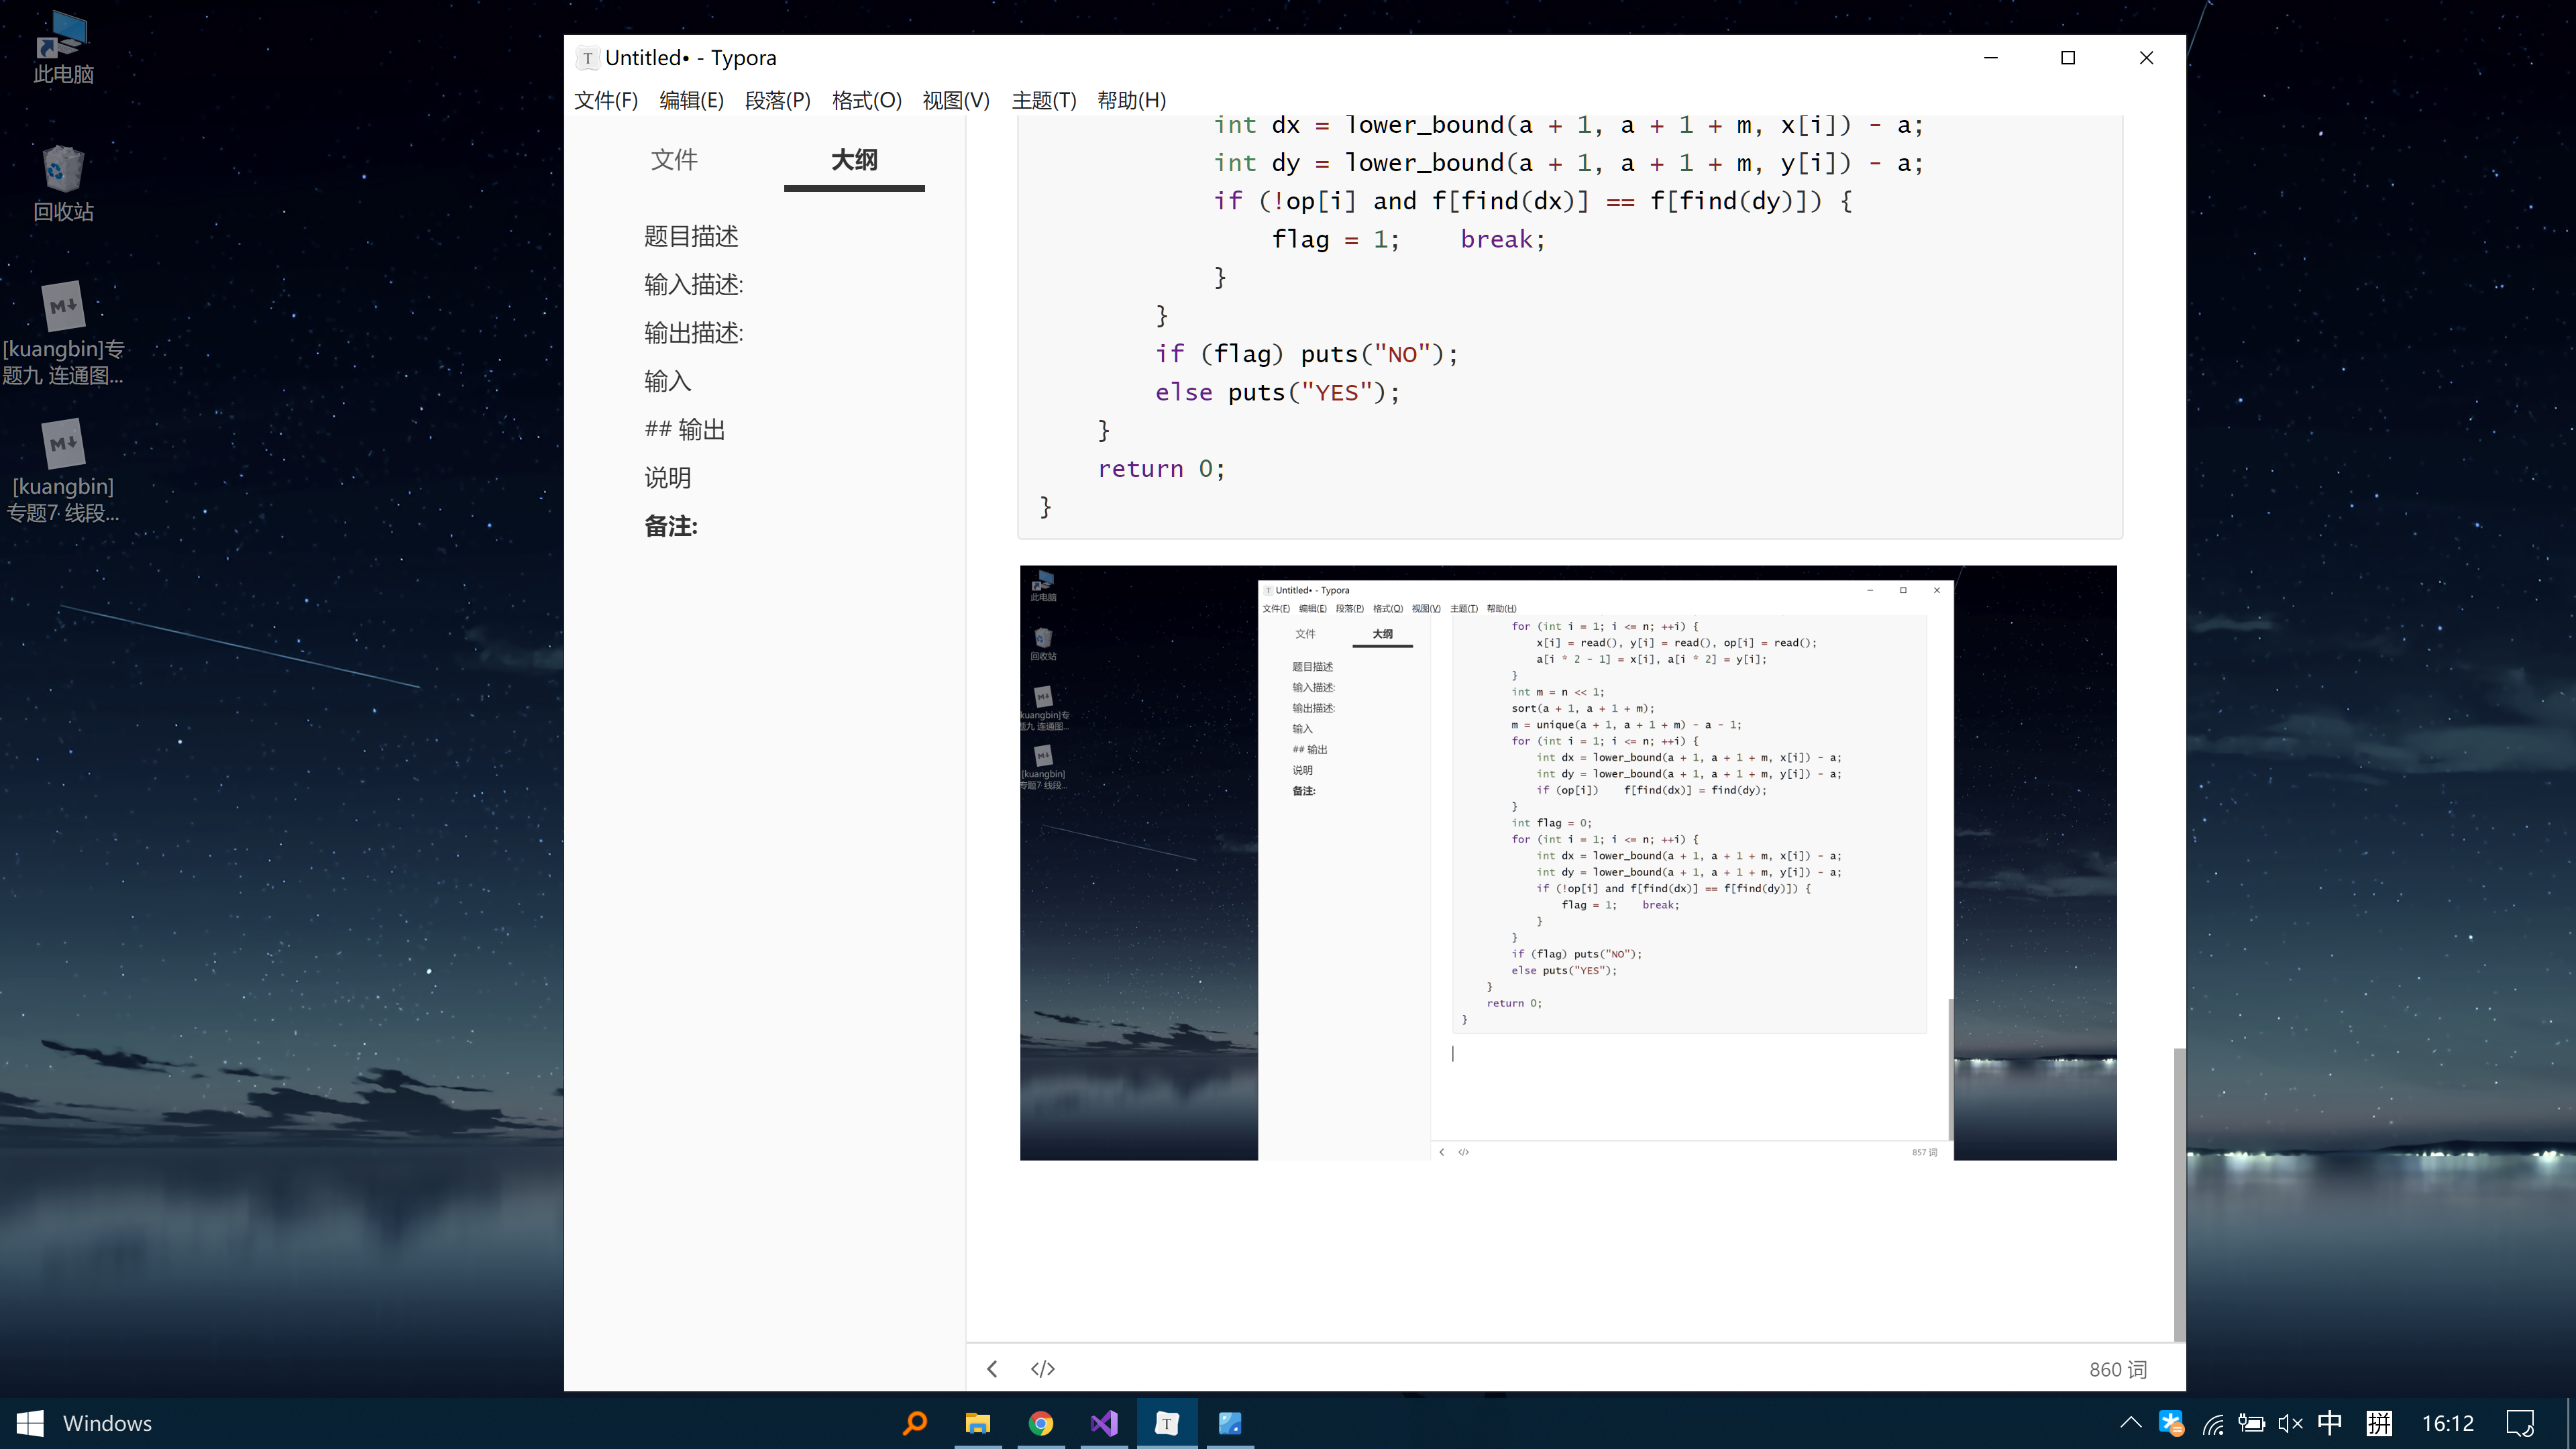 此电脑
回收站
[kuangbin]专
题九 连通图...
[kuangbin]
专题7 线段...
Untitled• - Typora
文件(F) 编辑(E) 段落(P) 格式(O) 视图(V) 主题(T) 帮助(H)
文件 大纲
题目描述
输入描述:
输出描述:
输入
## 输出
说明
备注:
int dx = lower_bound(a + 1, a + 1 + m, x[i]) - a;
int dy = lower_bound(a + 1, a + 1 + m, y[i]) - a;
if (!op[i] and f[find(dx)] == f[find(dy)]) {
flag = 1;    break;
}
}
if (flag) puts("NO");
else puts("YES");
}
return 0;
}
此电脑
回收站
kuangbin]专
题九 连通图...
[kuangbin]
专题7 线段...
Untitled• - Typora
文件(F) 编辑(E) 段落(P) 格式(O) 视图(V) 主题(T) 帮助(H)
文件 大纲
题目描述
输入描述:
输出描述:
输入
## 输出
说明
备注:
for (int i = 1; i <= n; ++i) {
x[i] = read(), y[i] = read(), op[i] = read();
a[i * 2 - 1] = x[i], a[i * 2] = y[i];
}
int m = n << 1;
sort(a + 1, a + 1 + m);
m = unique(a + 1, a + 1 + m) - a - 1;
for (int i = 1; i <= n; ++i) {
int dx = lower_bound(a + 1, a + 1 + m, x[i]) - a;
int dy = lower_bound(a + 1, a + 1 + m, y[i]) - a;
if (op[i])    f[find(dx)] = find(dy);
}
int flag = 0;
for (int i = 1; i <= n; ++i) {
int dx = lower_bound(a + 1, a + 1 + m, x[i]) - a;
int dy = lower_bound(a + 1, a + 1 + m, y[i]) - a;
if (!op[i] and f[find(dx)] == f[find(dy)]) {
flag = 1;    break;
}
}
if (flag) puts("NO");
else puts("YES");
}
return 0;
}
857 词
860 词
Windows
中 拼 16:12